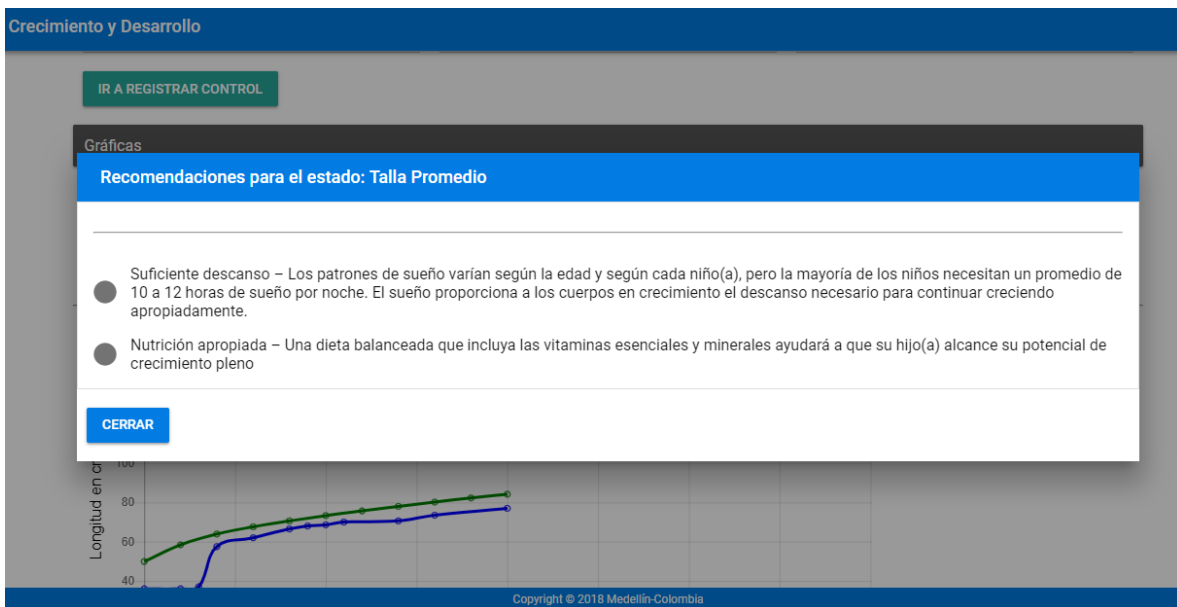 Crecimiento y Desarrollo
IR A REGISTRAR CONTROL
Gráficas
Recomendaciones para el estado: Talla Promedio
Suficiente descanso – Los patrones de sueño varían según la edad y según cada niño(a), pero la mayoría de los niños necesitan un promedio de
10 a 12 horas de sueño por noche. El sueño proporciona a los cuerpos en crecimiento el descanso necesario para continuar creciendo
apropiadamente.
Nutrición apropiada – Una dieta balanceada que incluya las vitaminas esenciales y minerales ayudará a que su hijo(a) alcance su potencial de
crecimiento pleno
CERRAR
100
80
60
40
Longitud en
Copyright © 2018 Medellín-Colombia